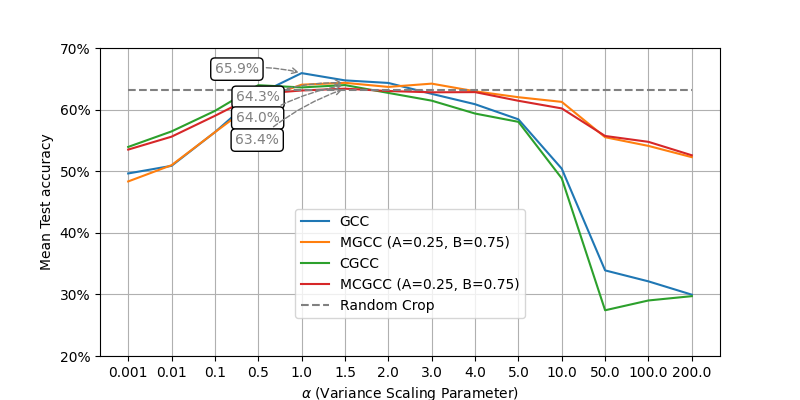 70%
60%
50%
40%
30%
20%
Mean Test accuracy
65.9%
64.3%
64.0%
63.4%
GCC
MGCC (A=0.25, B=0.75)
CGCC
MCGCC (A=0.25, B=0.75)
Random Crop
0.001 0.01 0.1 0.5 1.0 1.5 2.0 3.0 4.0 5.0 10.0 50.0 100.0 200.0
α (Variance Scaling Parameter)